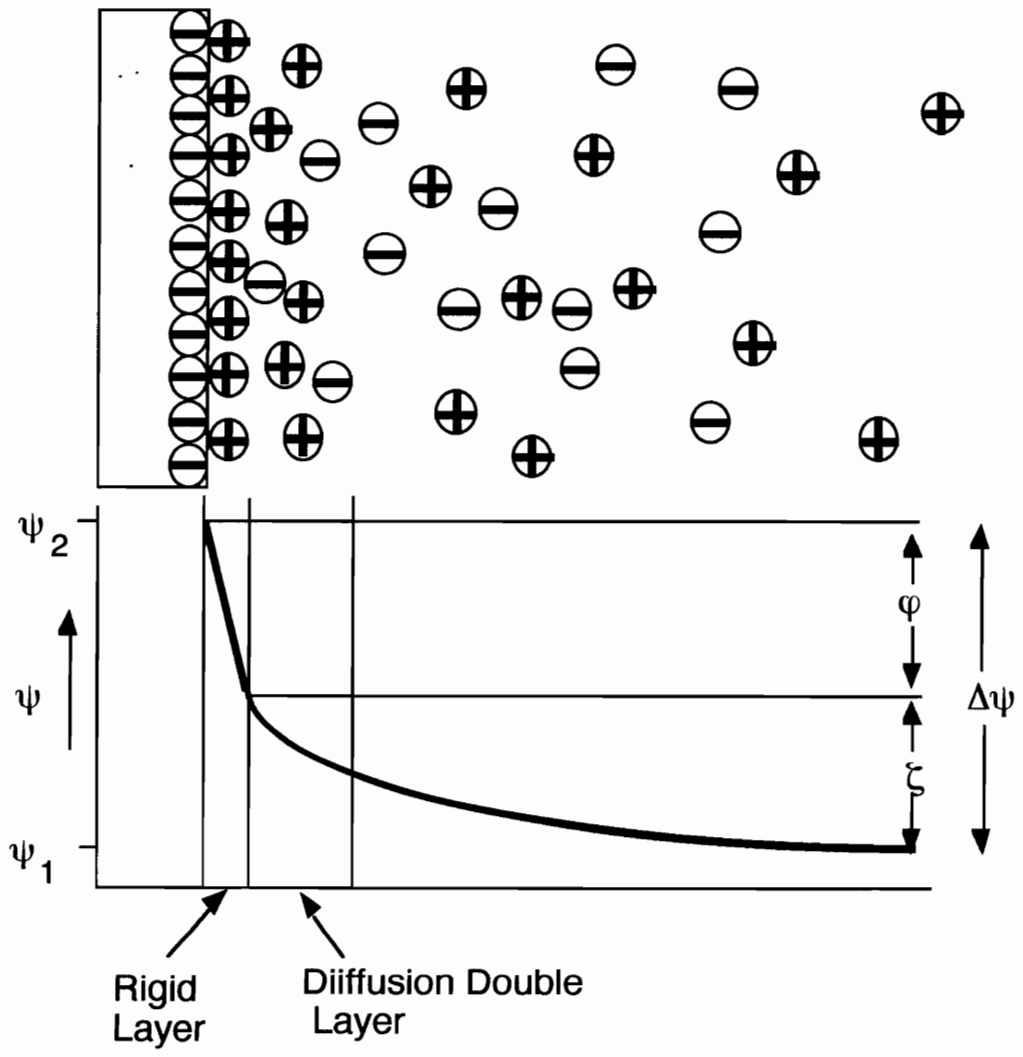 ψ2
φ
ψ
Δψ
ζ
ψ1
Rigid
Layer
Diiffusion Double
Layer